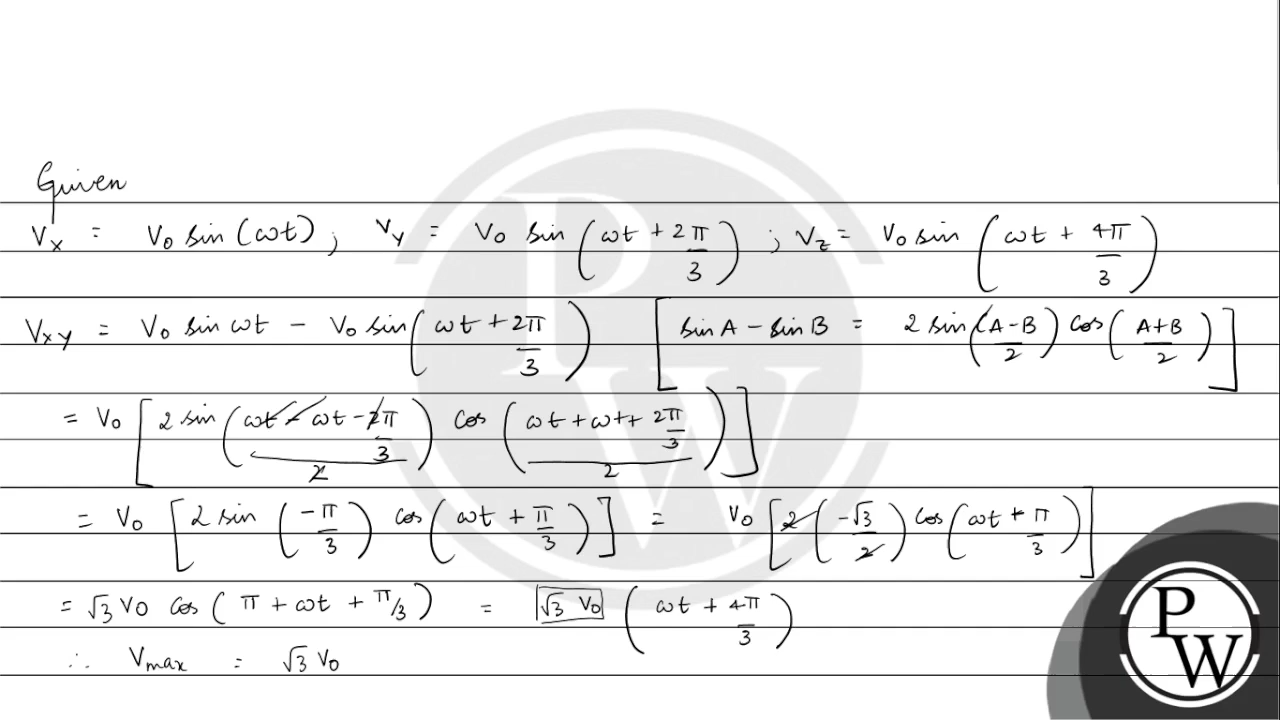 Given
Vx = V0 sin(ωt); Vy = V0 sin(ωt + 2π/3); Vz = V0 sin(ωt + 4π/3)
Vxy = V0 sin ωt − V0 sin(ωt + 2π/3) [sin A − sin B = 2 sin((A−B)/2) cos((A+B)/2)]
= V0 [2 sin((ωt − ωt − 2π/3)/2) cos((ωt + ωt + 2π/3)/2)]
= V0 [2 sin(−π/3) cos(ωt + π/3)] = V0 [2(−√3/2) cos(ωt + π/3)]
= √3 V0 cos(π + ωt + π/3) = √3 V0 (ωt + 4π/3)
∴ Vmax = √3 V0
P
W
P
W